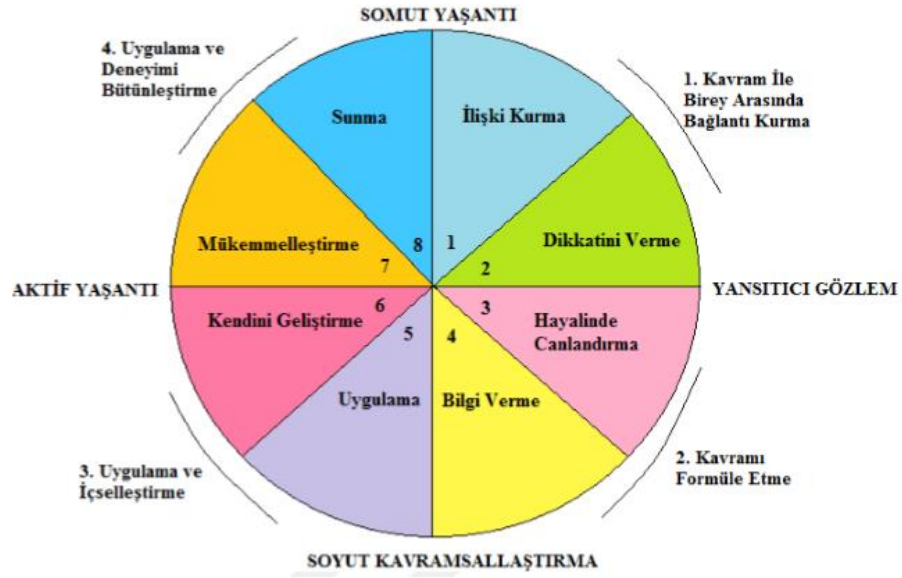 SOMUT YAŞANTI
4. Uygulama ve
Deneyimi
Bütünleştirme
1. Kavram İle
Birey Arasında
Bağlantı Kurma
Sunma
İlişki Kurma
Mükemmelleştirme
Dikkatini Verme
8
1
7
2
AKTİF YAŞANTI
YANSITICI GÖZLEM
6
3
Kendini Geliştirme
Hayalinde
Canlandırma
5
4
Uygulama
Bilgi Verme
3. Uygulama ve
İçselleştirme
2. Kavramı
Formüle Etme
SOYUT KAVRAMSALLAŞTIRMA